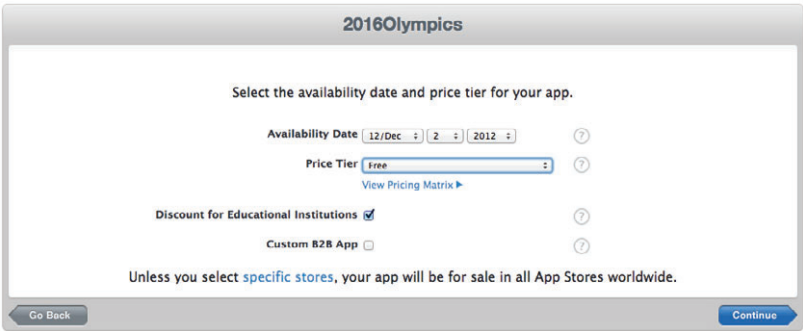 2016Olympics
Select the availability date and price tier for your app.
Availability Date 12/Dec 2 2012 ?
Price Tier Free ?
View Pricing Matrix ▶
Discount for Educational Institutions ?
Custom B2B App ?
Unless you select specific stores, your app will be for sale in all App Stores worldwide.
Go Back Continue